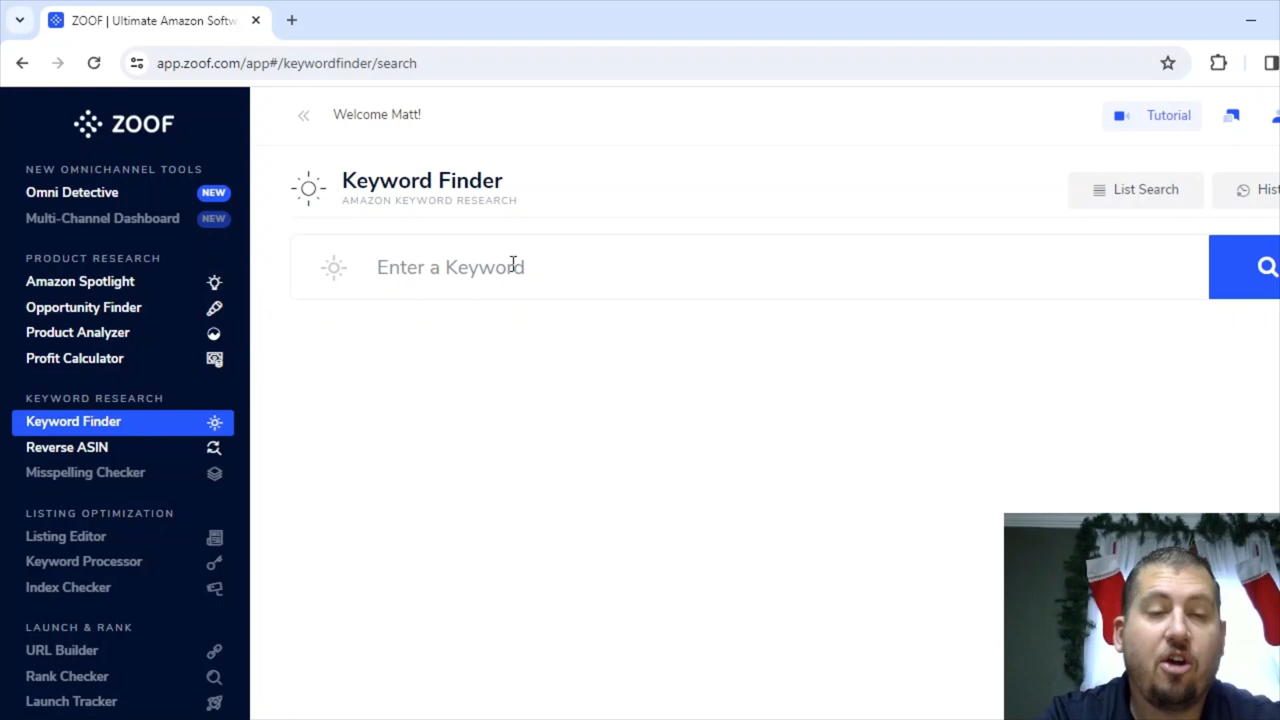 ZOOF | Ultimate Amazon Softw
app.zoof.com/app#/keywordfinder/search
ZOOF
NEW OMNICHANNEL TOOLS
Omni Detective NEW
Multi-Channel Dashboard NEW
PRODUCT RESEARCH
Amazon Spotlight
Opportunity Finder
Product Analyzer
Profit Calculator
KEYWORD RESEARCH
Keyword Finder
Reverse ASIN
Misspelling Checker
LISTING OPTIMIZATION
Listing Editor
Keyword Processor
Index Checker
LAUNCH & RANK
URL Builder
Rank Checker
Launch Tracker
Welcome Matt!
Tutorial
Keyword Finder
AMAZON KEYWORD RESEARCH
List Search
Hist
Enter a Keyword